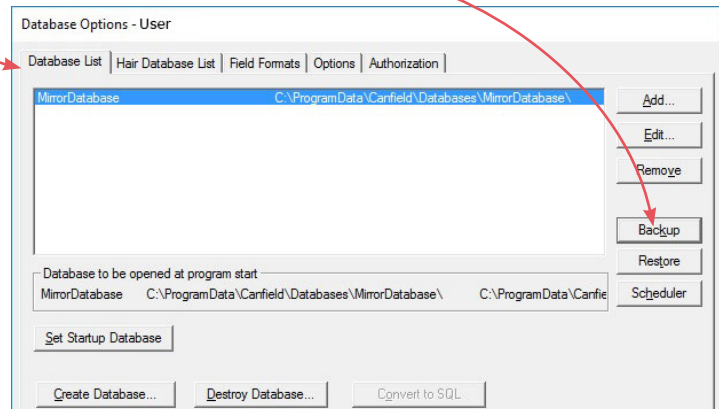 Database Options - User
Database List Hair Database List Field Formats Options Authorization
MirrorDatabase C:\ProgramData\Canfield\Databases\MirrorDatabase\
Add...
Edit...
Remove
Backup
Restore
Scheduler
Database to be opened at program start
MirrorDatabase C:\ProgramData\Canfield\Databases\MirrorDatabase\ C:\ProgramData\Canfie
Set Startup Database
Create Database... Destroy Database... Convert to SQL